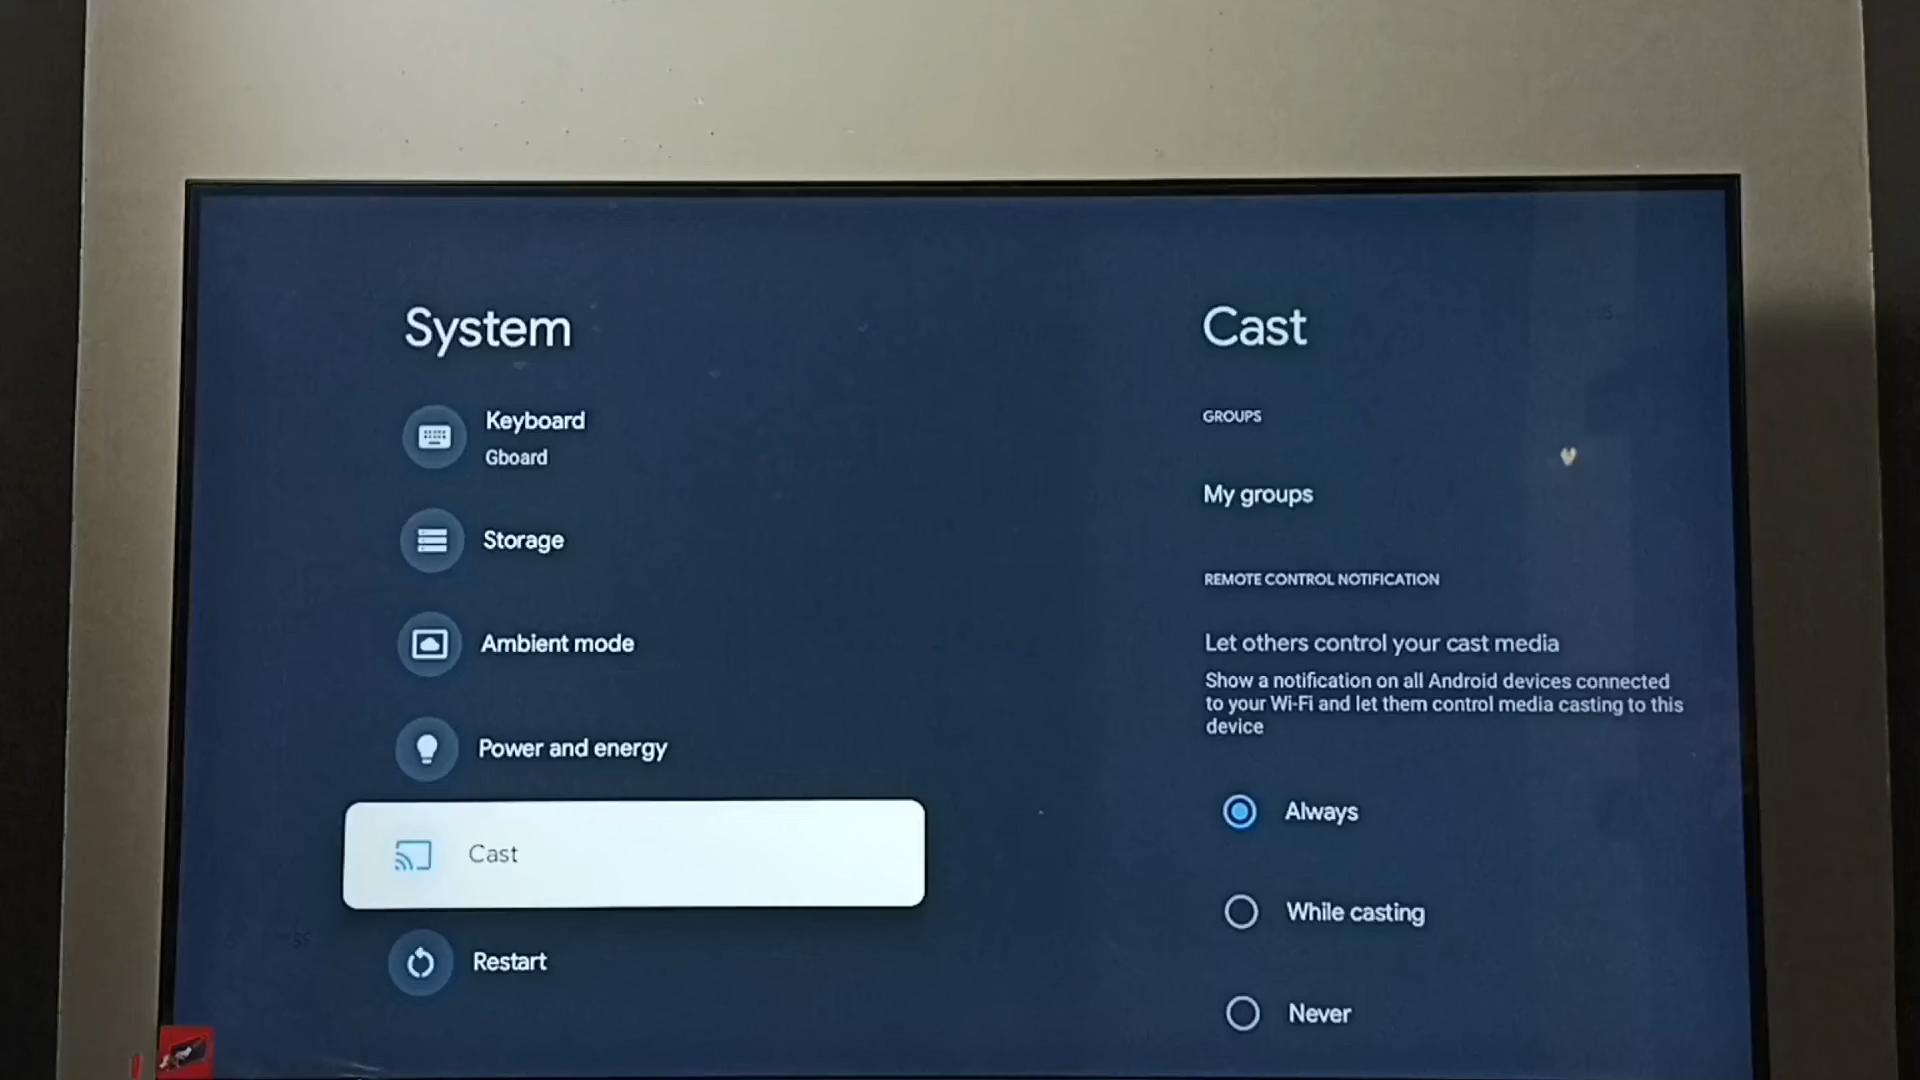 System
Keyboard
Gboard
Storage
Ambient mode
Power and energy
Cast
Restart
Cast
GROUPS
My groups
REMOTE CONTROL NOTIFICATION
Let others control your cast media
Show a notification on all Android devices connected
to your Wi-Fi and let them control media casting to this
device
Always
While casting
Never